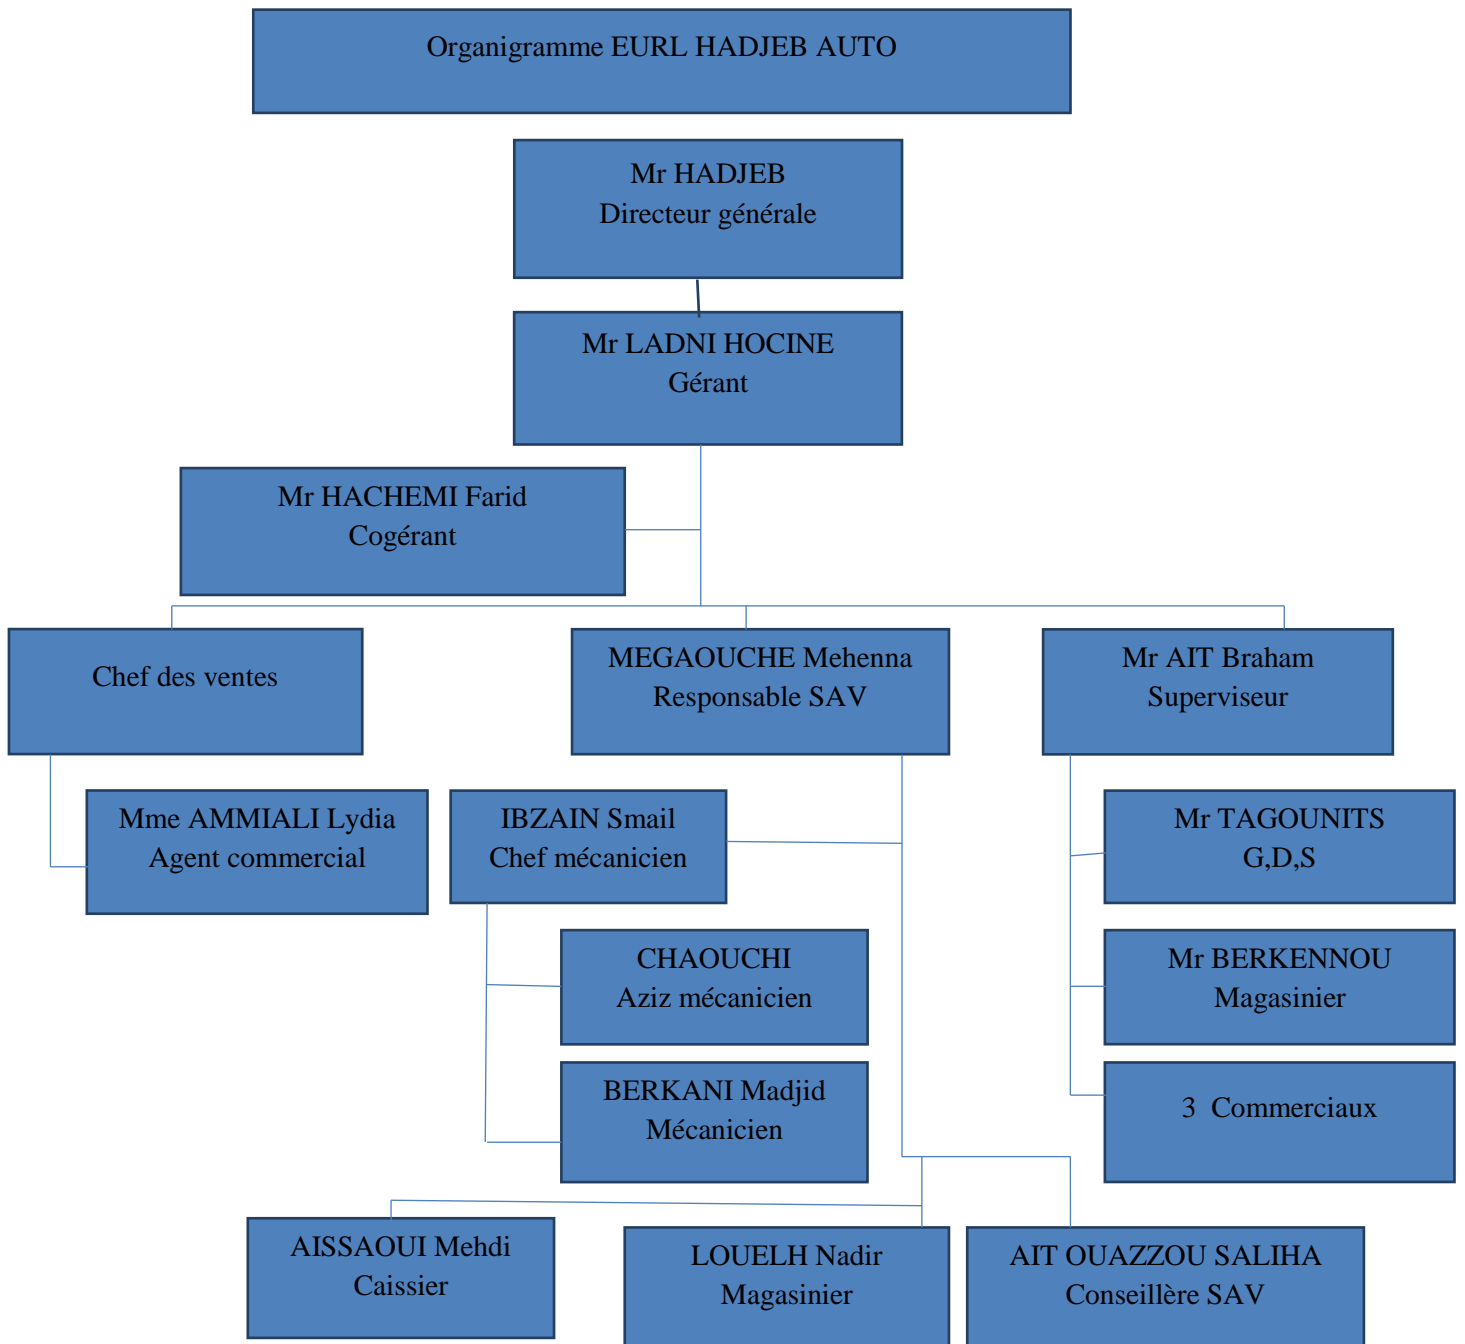 Organigramme EURL HADJEB AUTO
Mr HADJEB
Directeur générale
Mr LADNI HOCINE
Gérant
Mr HACHEMI Farid
Cogérant
Chef des ventes
MEGAOUCHE Mehenna
Responsable SAV
Mr AIT Braham
Superviseur
Mme AMMIALI Lydia
Agent commercial
IBZAIN Smail
Chef mécanicien
Mr TAGOUNITS
G,D,S
CHAOUCHI
Aziz mécanicien
Mr BERKENNOU
Magasinier
BERKANI Madjid
Mécanicien
3 Commerciaux
AISSAOUI Mehdi
Caissier
LOUELH Nadir
Magasinier
AIT OUAZZOU SALIHA
Conseillère SAV